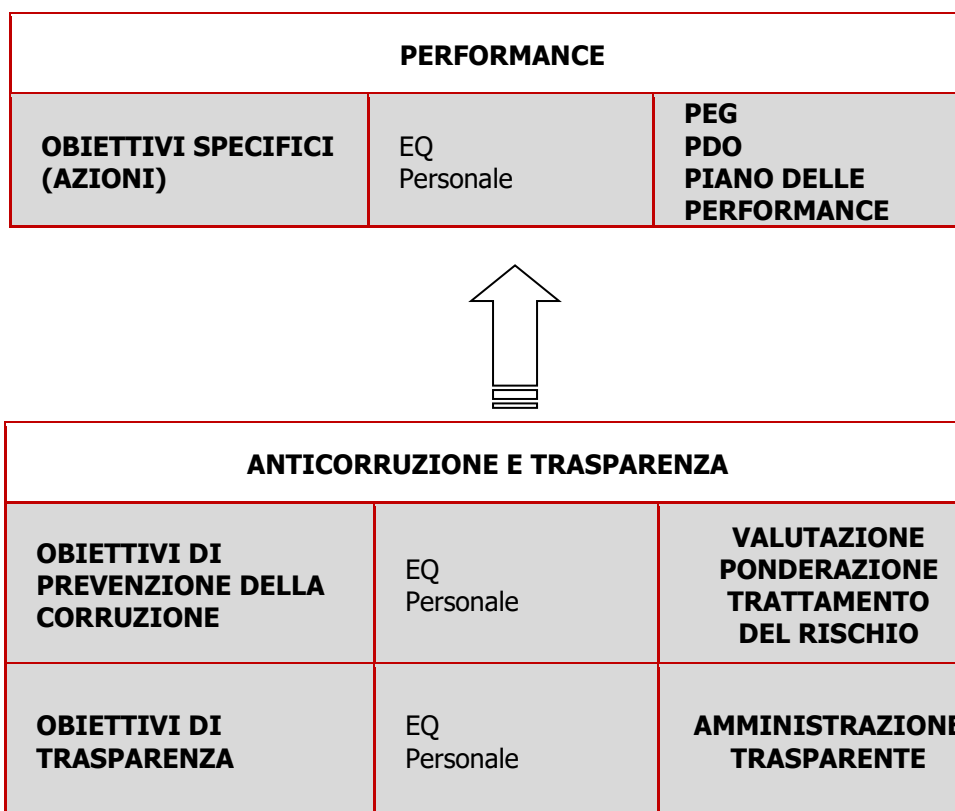 PERFORMANCE
OBIETTIVI SPECIFICI
(AZIONI)
EQ
Personale
PEG
PDO
PIANO DELLE
PERFORMANCE
ANTICORRUZIONE E TRASPARENZA
OBIETTIVI DI
PREVENZIONE DELLA
CORRUZIONE
EQ
Personale
VALUTAZIONE
PONDERAZIONE
TRATTAMENTO
DEL RISCHIO
OBIETTIVI DI
TRASPARENZA
EQ
Personale
AMMINISTRAZIONE
TRASPARENTE